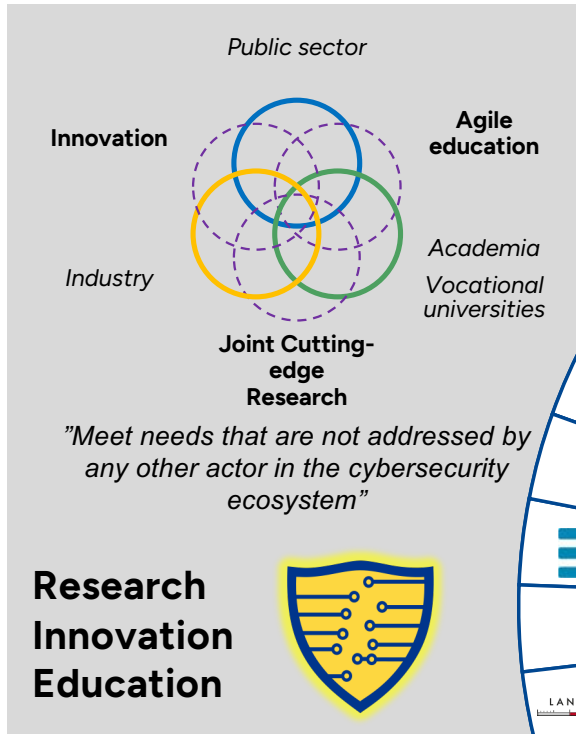 Public sector
Innovation
Agile
education
Industry
Academia
Vocational
universities
Joint Cutting-
edge
Research
”Meet needs that are not addressed by
any other actor in the cybersecurity
ecosystem”
Research
Innovation
Education
LAN